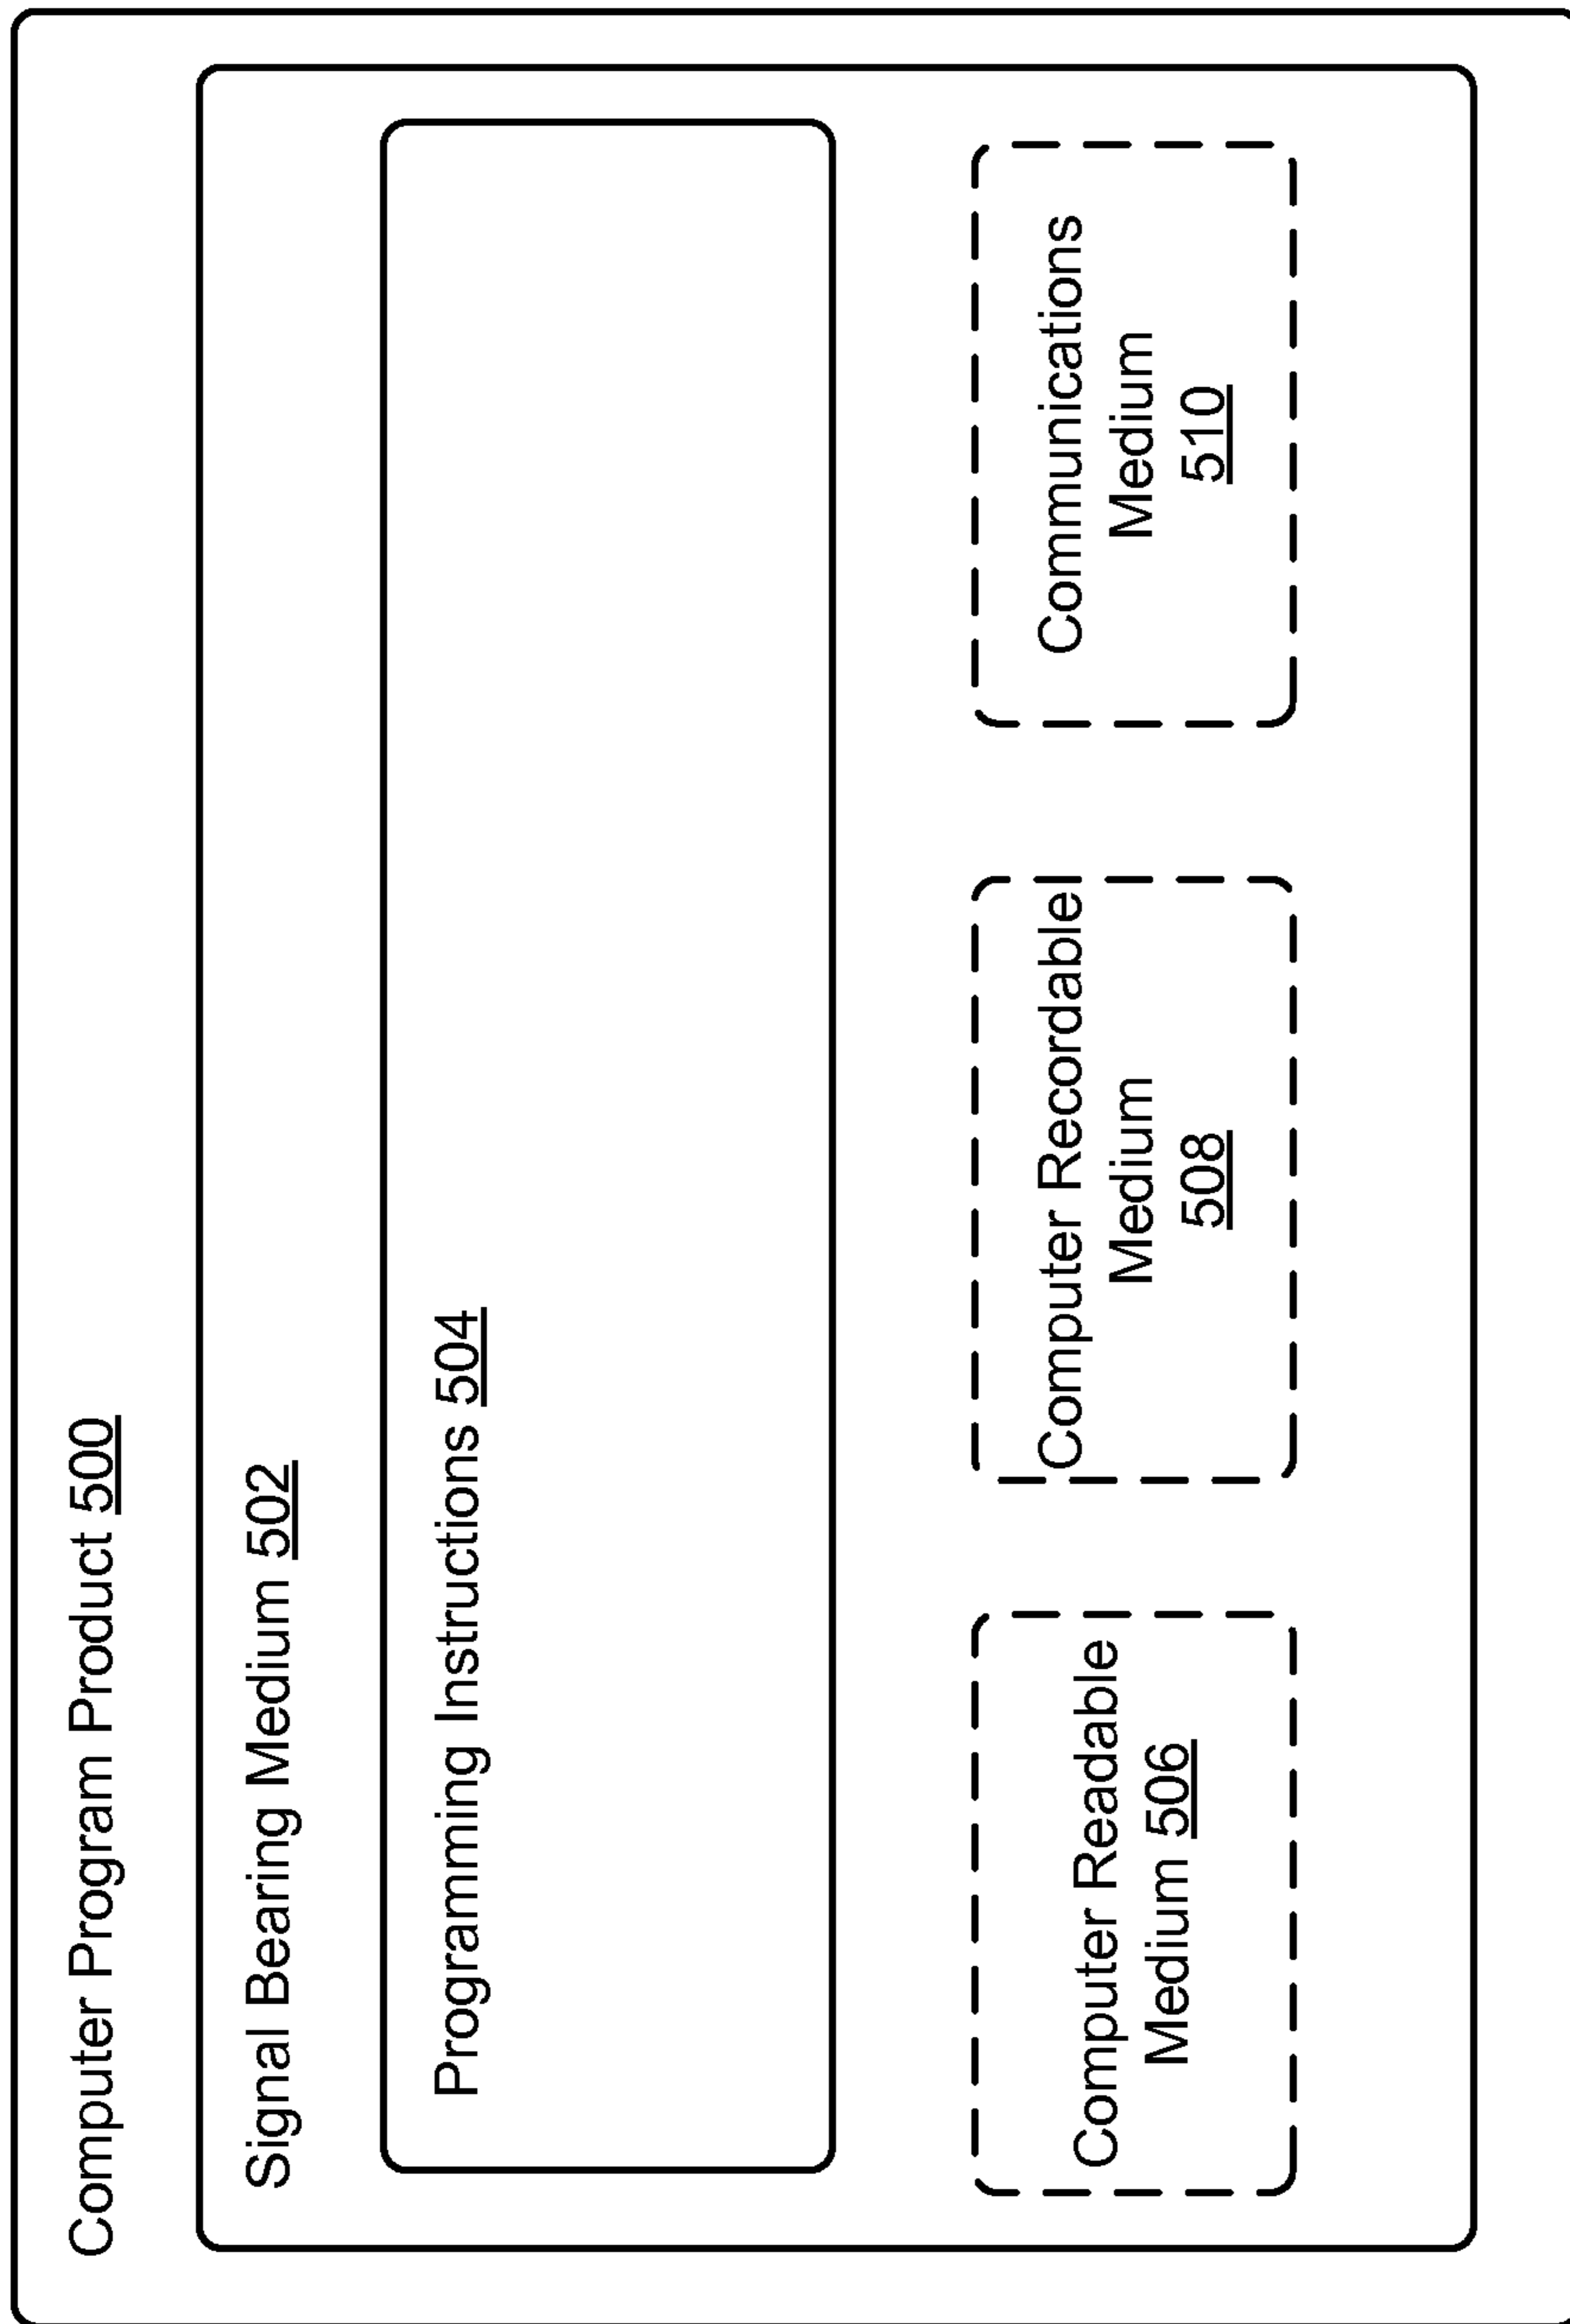 Computer Program Product 500
Signal Bearing Medium 502
Programming Instructions 504
Computer Readable
Medium 506
Computer Recordable
Medium
508
Communications
Medium
510